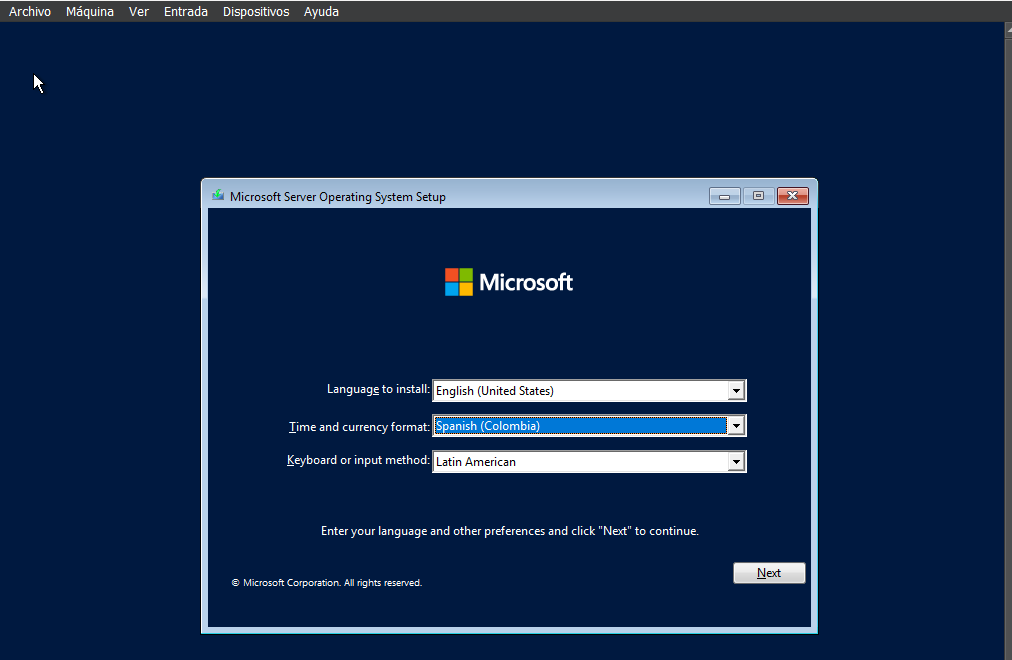 Archivo Máquina Ver Entrada Dispositivos Ayuda
Microsoft Server Operating System Setup
Microsoft
Language to install: English (United States)
Time and currency format: Spanish (Colombia)
Keyboard or input method: Latin American
Enter your language and other preferences and click "Next" to continue.
Next
© Microsoft Corporation. All rights reserved.